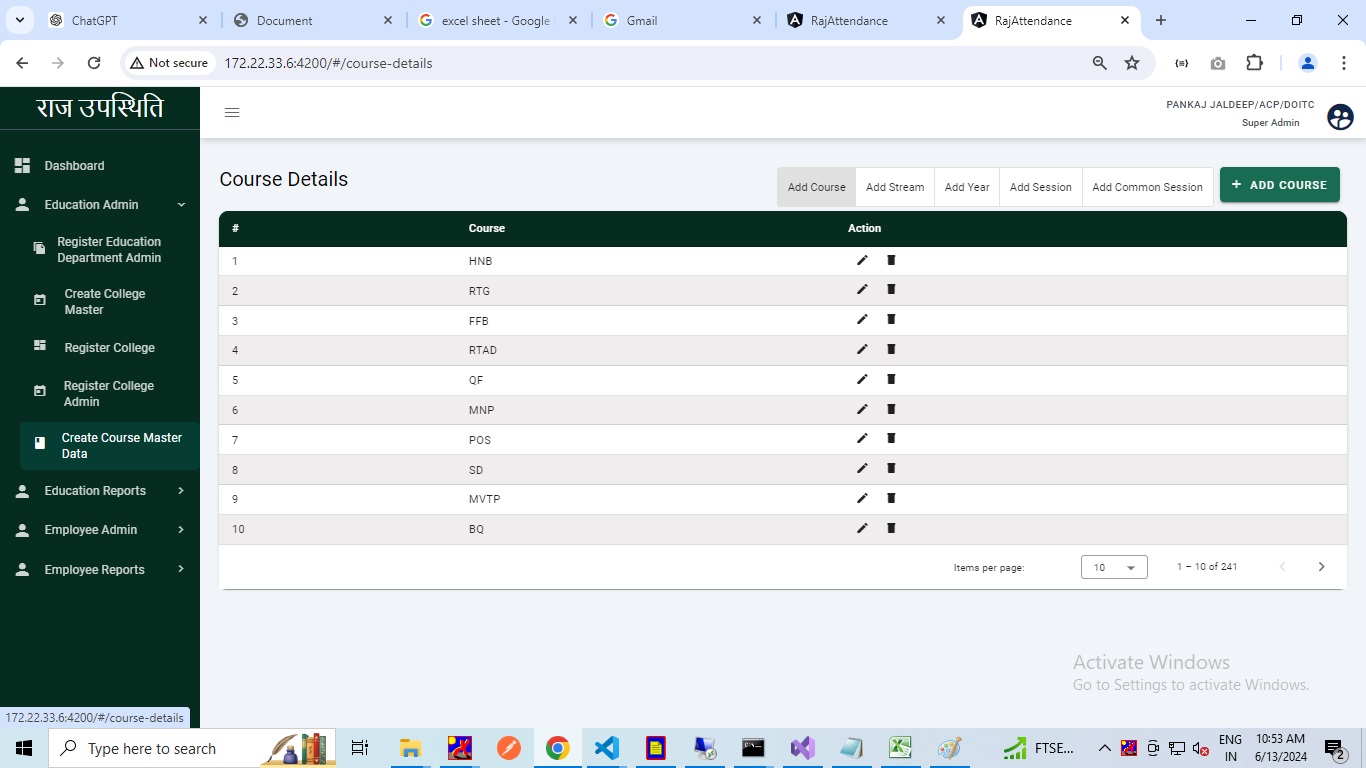 ChatGPT
Document
excel sheet - Google
Gmail
RajAttendance
RajAttendance
Not secure
172.22.33.6:4200/#/course-details
राज उपस्थिति
PANKAJ JALDEEP/ACP/DOITC
Super Admin
Dashboard
Education Admin
Register Education
Department Admin
Create College
Master
Register College
Register College
Admin
Create Course Master
Data
Education Reports
Employee Admin
Employee Reports
172.22.33.6:4200/#/course-details
Course Details
Add Course Add Stream Add Year Add Session Add Common Session + ADD COURSE
# Course Action
1 HNB
2 RTG
3 FFB
4 RTAD
5 QF
6 MNP
7 POS
8 SD
9 MVTP
10 BQ
Items per page: 10 1 – 10 of 241
Activate Windows
Go to Settings to activate Windows.
Type here to search
FTSE...
ENG
IN
10:53 AM
6/13/2024
2